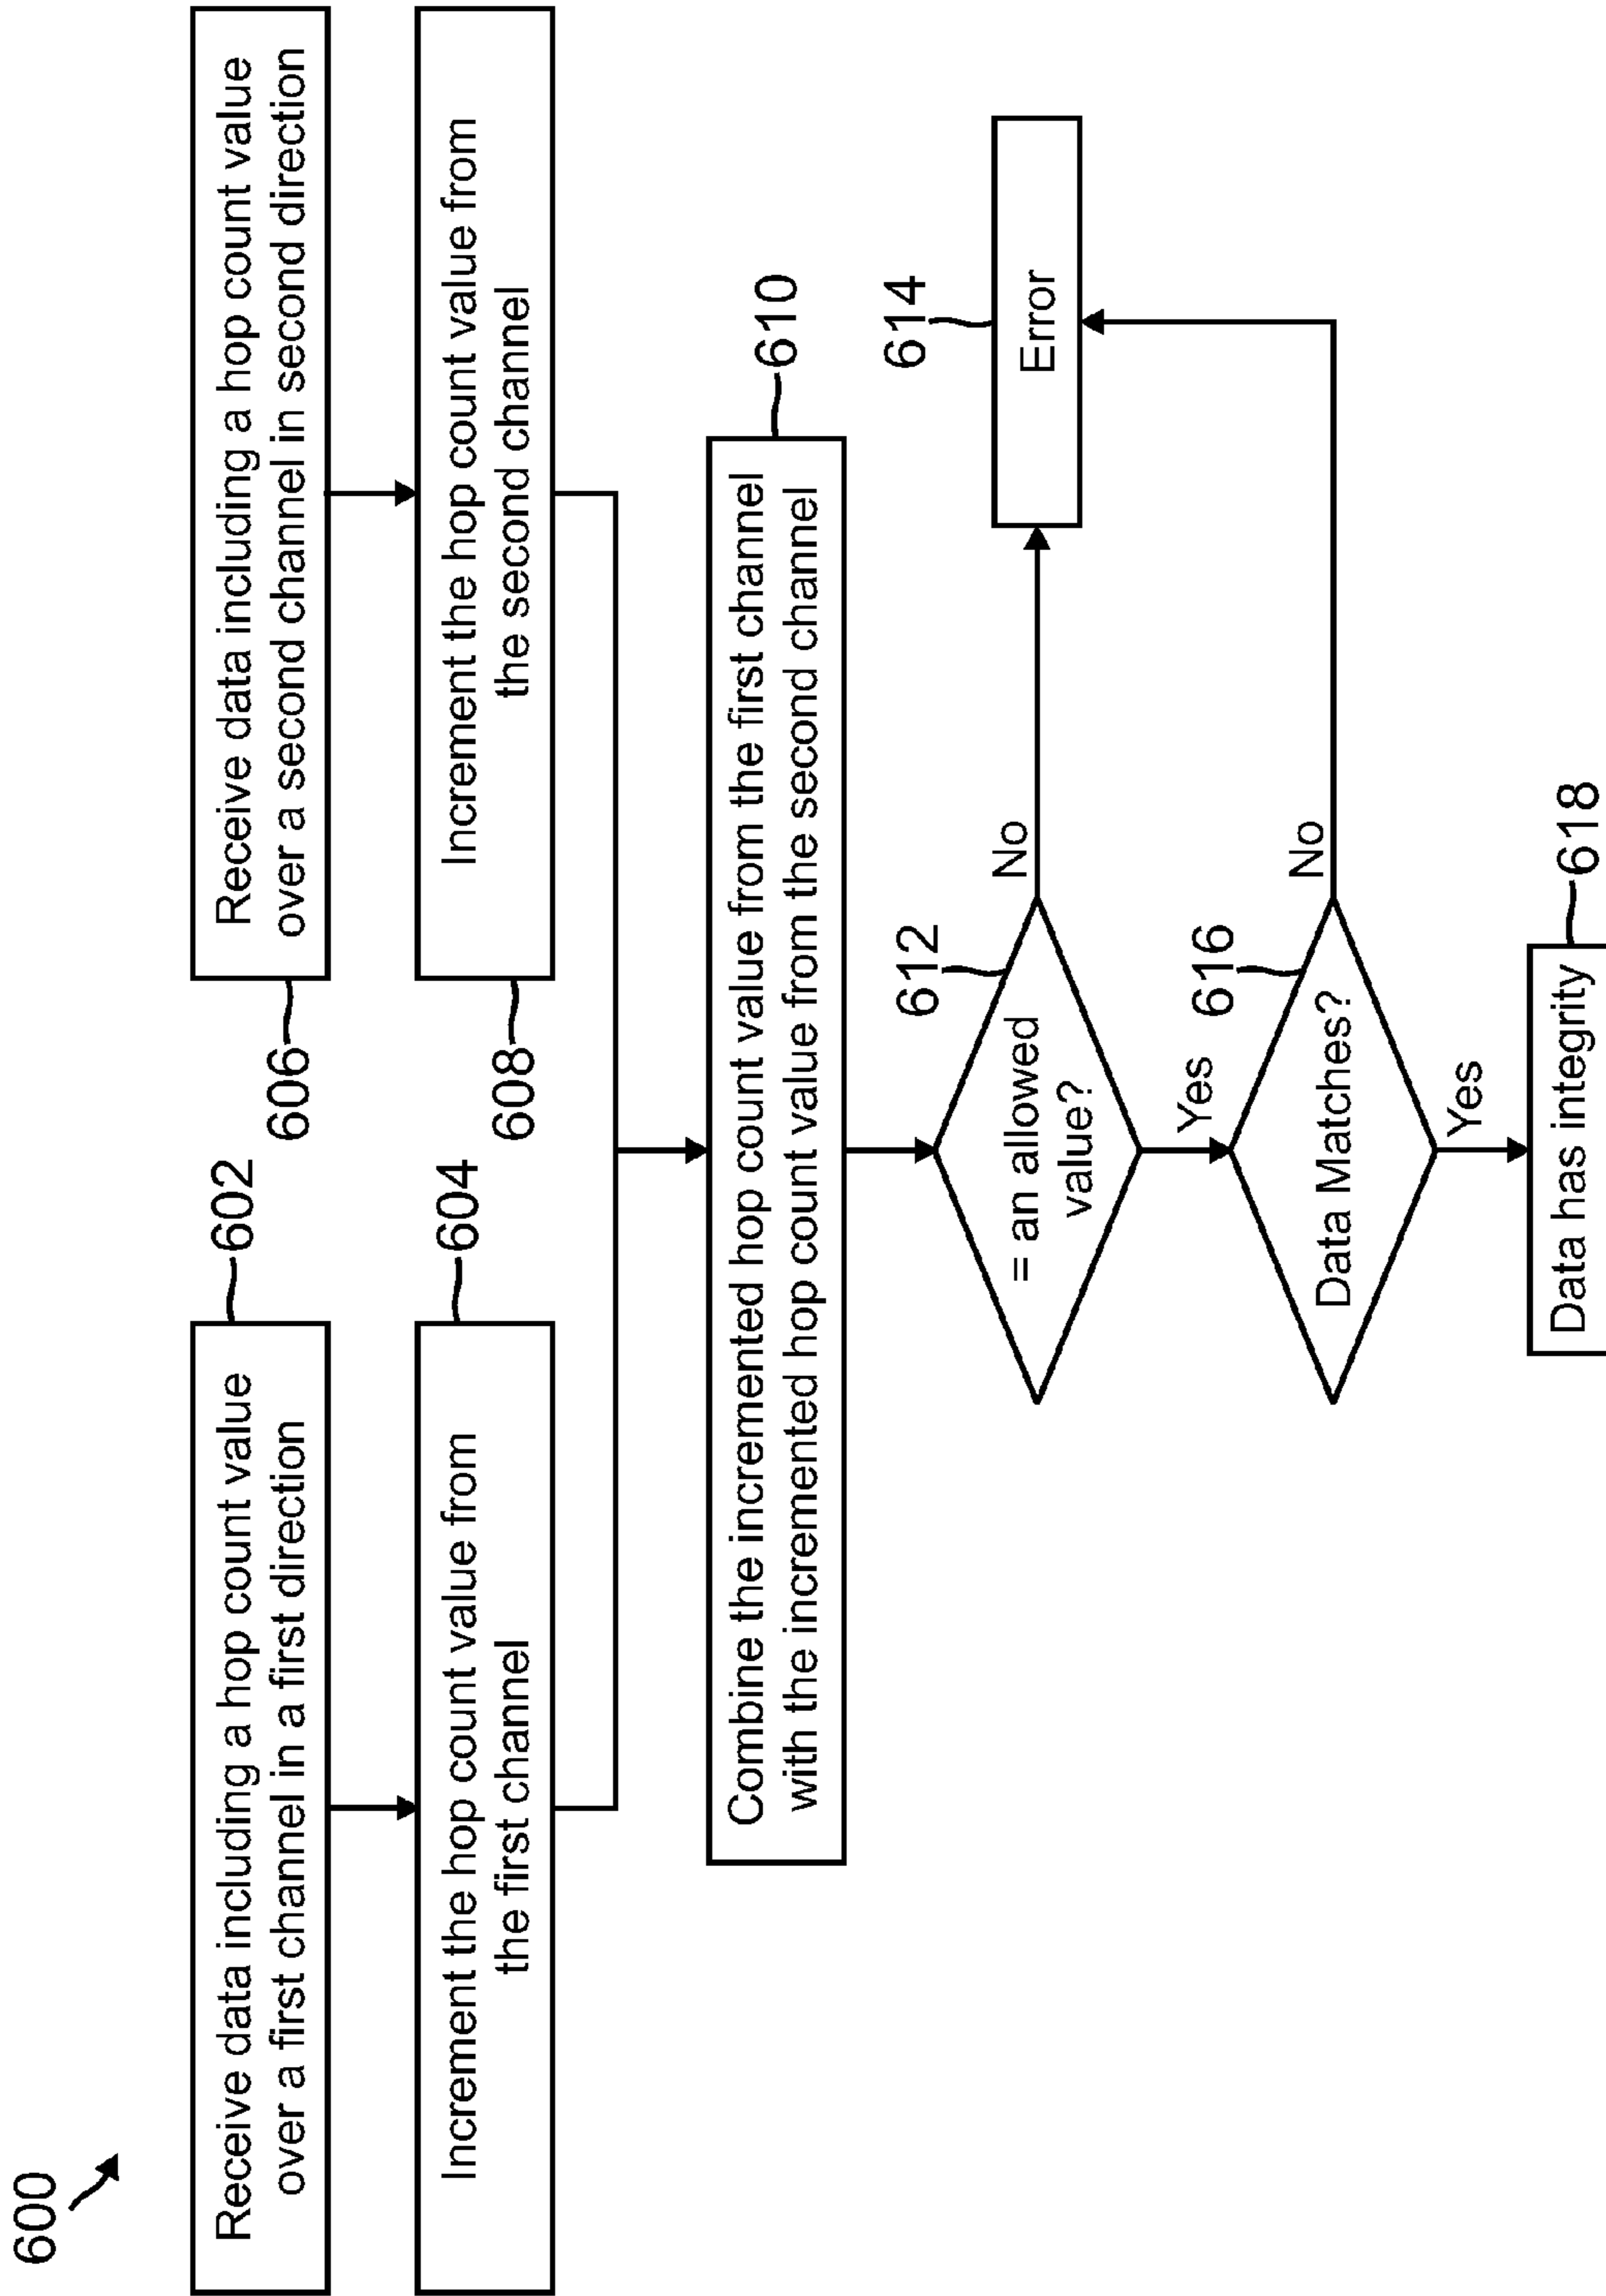 600
Receive data including a hop count value
over a first channel in a first direction
602
Receive data including a hop count value
over a second channel in second direction
606
Increment the hop count value from
the first channel
604
Increment the hop count value from
the second channel
608
Combine the incremented hop count value from the first channel
with the incremented hop count value from the second channel
610
= an allowed
value?
612
No
Error
614
Yes
Data Matches?
616
No
Yes
Data has integrity
618